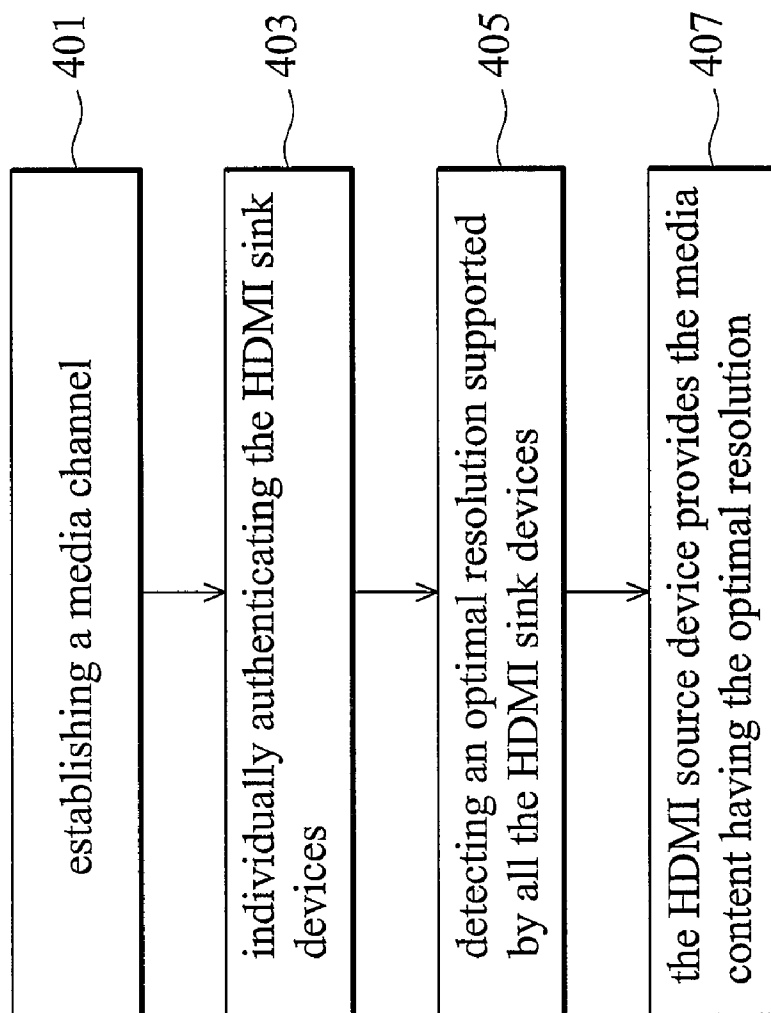 establishing a media channel
401
individually authenticating the HDMI sink
devices
403
detecting an optimal resolution supported
by all the HDMI sink devices
405
the HDMI source device provides the media
content having the optimal resolution
407